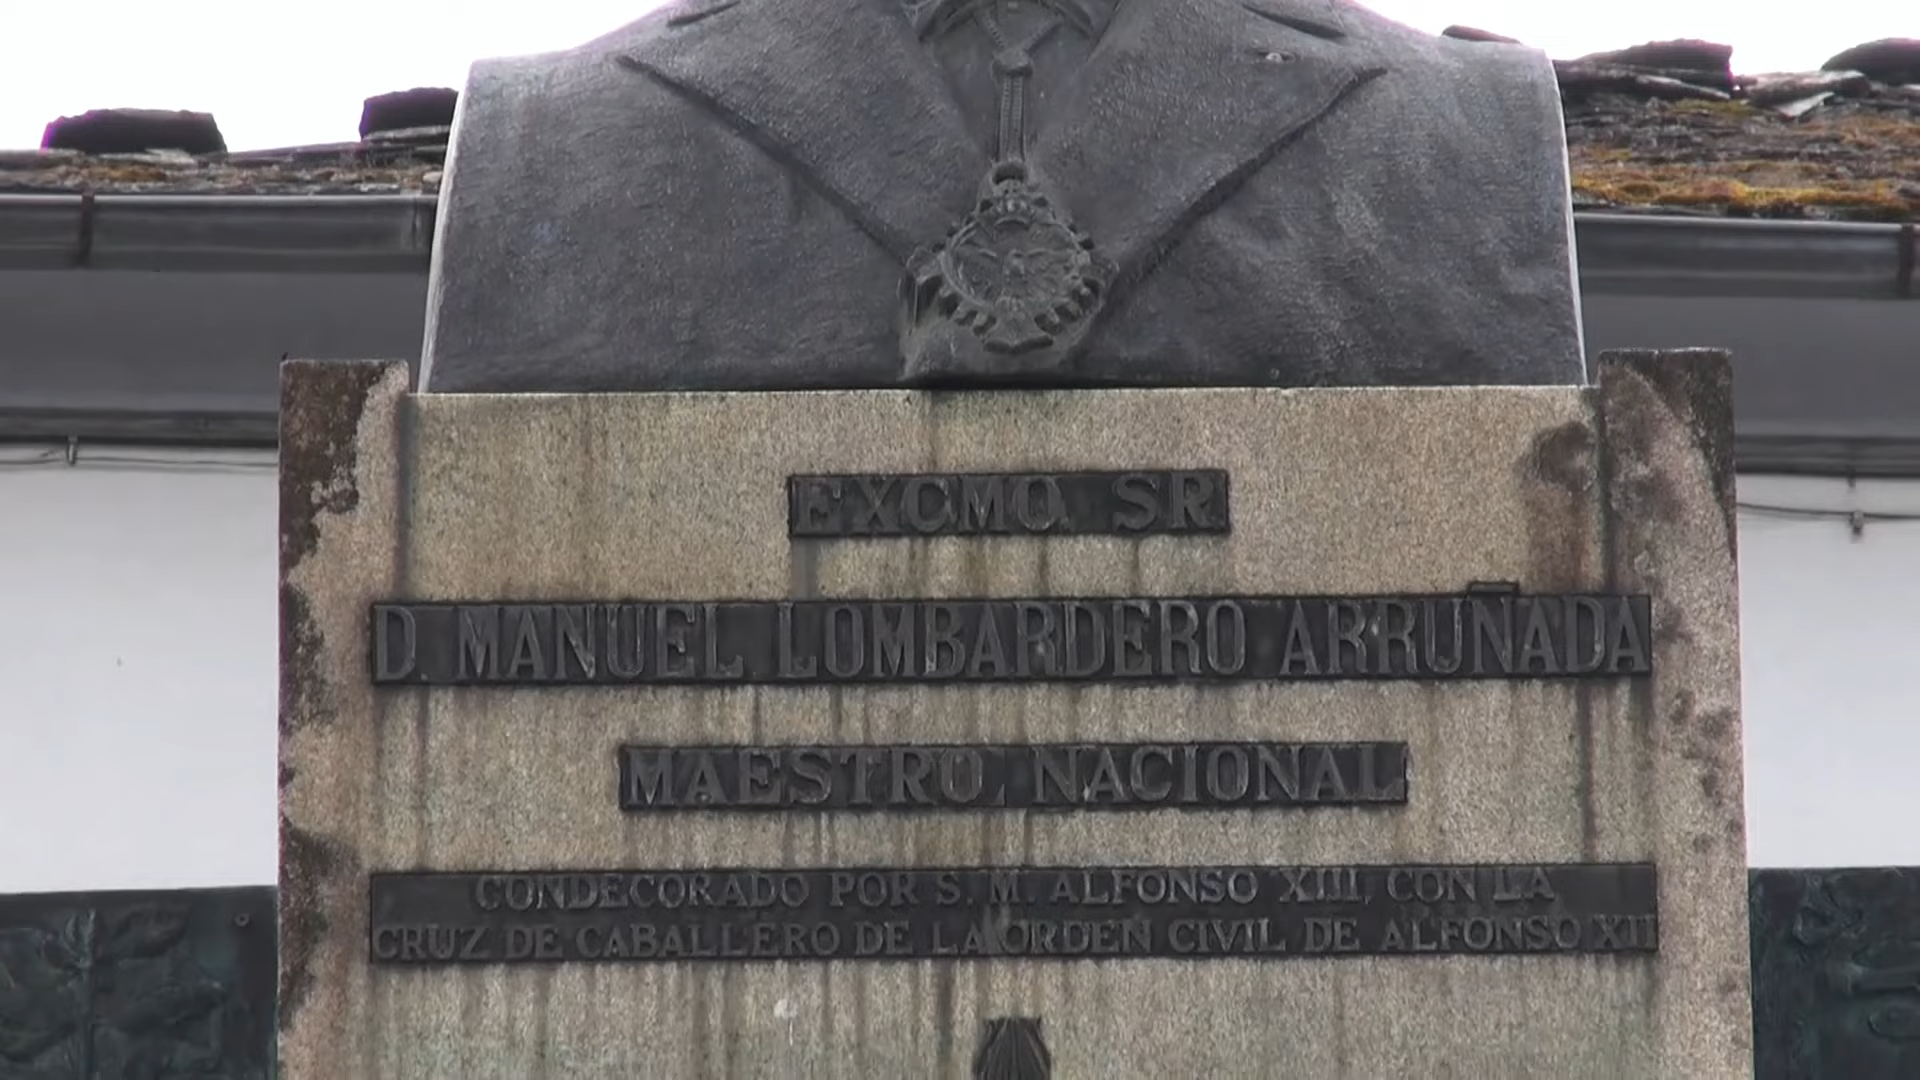 EXCMO. SR.
D. MANUEL LOMBARDERO ARRUÑADA
MAESTRO NACIONAL
CONDECORADO POR S. M. ALFONSO XIII, CON LA
CRUZ DE CABALLERO DE LA ORDEN CIVIL DE ALFONSO XII